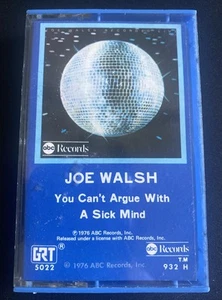 abc Records
JOE WALSH
You Can't Argue With
A Sick Mind
℗ 1976 ABC Records, Inc.
Released under a license with ABC Records, Inc.
GRT ®
5022
© 1976 ABC Records, Inc.
abc Records
TM
932 H